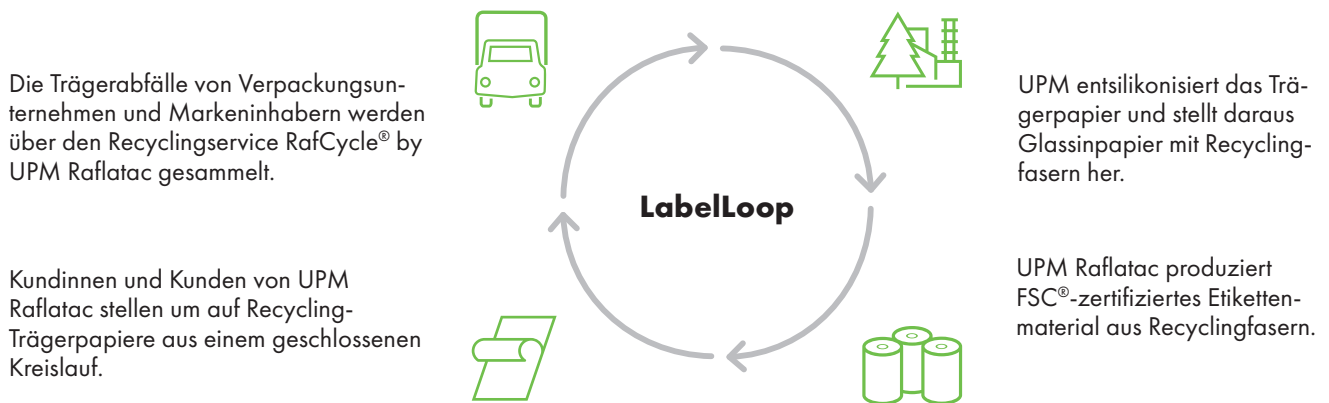 Die Trägerabfälle von Verpackungsun-
ternehmen und Markeninhabern werden
über den Recyclingservice RafCycle® by
UPM Raflatac gesammelt.
UPM entsilikonisiert das Trä-
gerpapier und stellt daraus
Glassinpapier mit Recycling-
fasern her.
LabelLoop
Kundinnen und Kunden von UPM
Raflatac stellen um auf Recycling-
Trägerpapiere aus einem geschlossenen
Kreislauf.
UPM Raflatac produziert
FSC®-zertifiziertes Etiketten-
material aus Recyclingfasern.